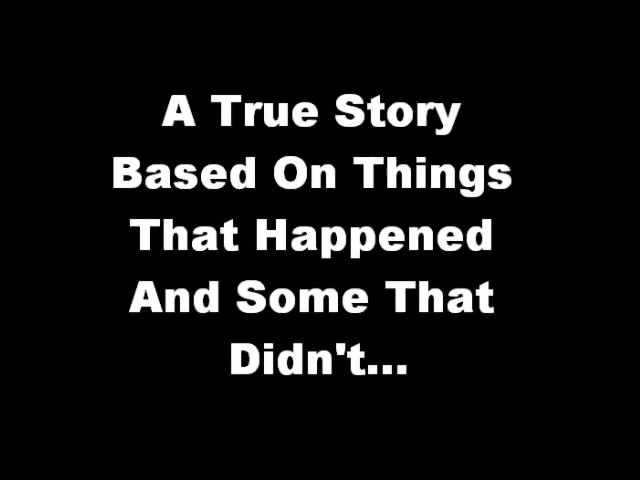 A True Story
Based On Things
That Happened
And Some That
Didn't...